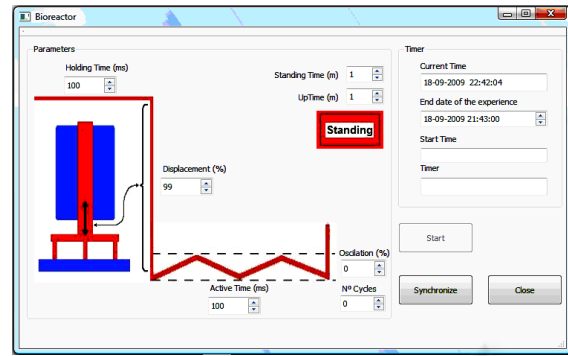 Bioreactor
Parameters
Holding Time (ms)
100
Standing Time (m) 1
UpTime (m) 1
Standing
Displacement (%)
99
Oscilation (%)
0
Active Time (ms)
100
Nº Cycles
0
Timer
Current Time
18-09-2009 22:42:04
End date of the experience
18-09-2009 21:43:00
Start Time
Timer
Start
Synchronize
Close